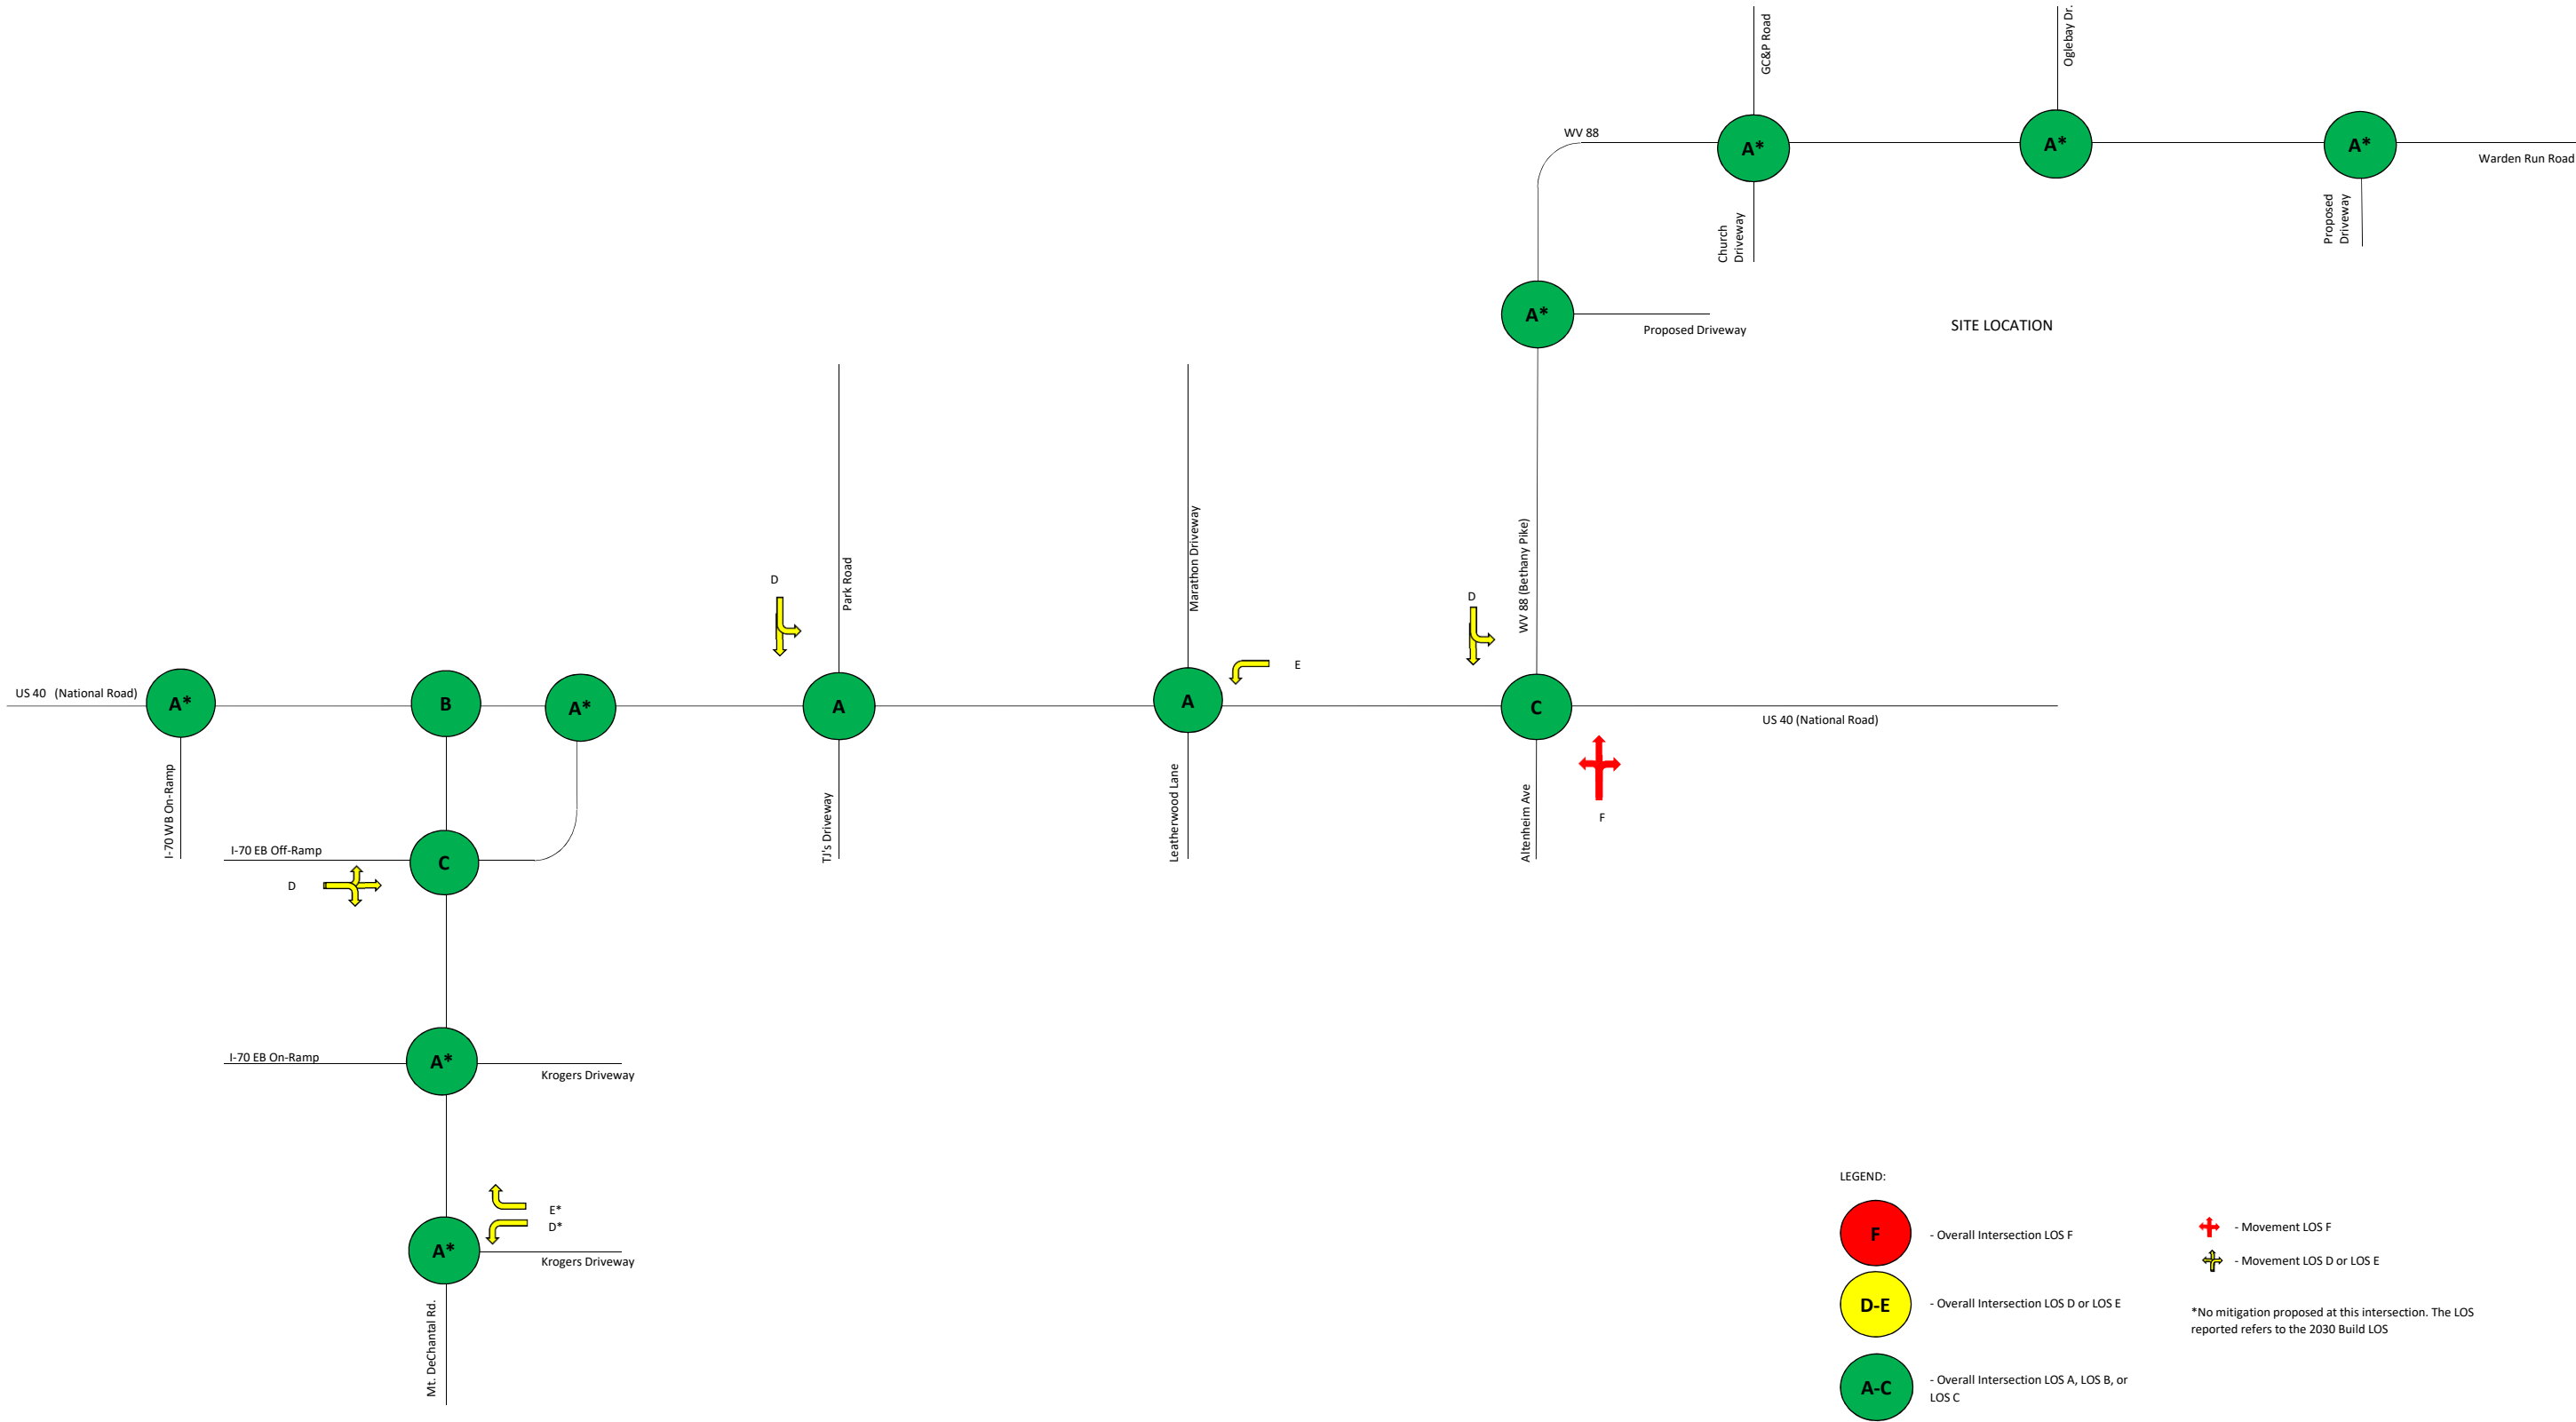 GC&P Road
Oglebay Dr.
WV 88
A*
A*
A*
Warden Run Road
Church
Driveway
Proposed
Driveway
A*
Proposed Driveway
SITE LOCATION
Park Road
Marathon Driveway
WV 88 (Bethany Pike)
D
D
E
US 40 (National Road)
A*
B
A*
A
A
C
US 40 (National Road)
I-70 WB On-Ramp
TJ's Driveway
Leatherwood Lane
Altenheim Ave
F
I-70 EB Off-Ramp
C
D
I-70 EB On-Ramp
A*
Krogers Driveway
E*
D*
A*
Krogers Driveway
Mt. DeChantal Rd.
LEGEND:
F
- Overall Intersection LOS F
D-E
- Overall Intersection LOS D or LOS E
A-C
- Overall Intersection LOS A, LOS B, or
LOS C
- Movement LOS F
- Movement LOS D or LOS E
*No mitigation proposed at this intersection. The LOS
reported refers to the 2030 Build LOS